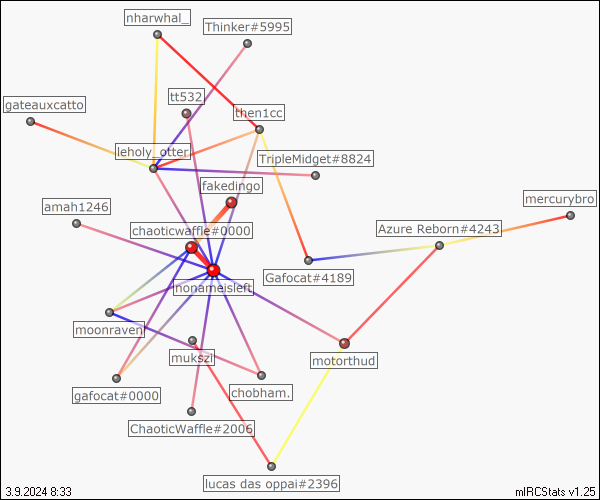 nharwhal_
Thinker#5995
tt532
gateauxcatto
then1cc
leholy_otter
TripleMidget#8824
fakedingo
mercurybro
amah1246
chaoticwaffle#0000
Azure Reborn#4243
Gafocat#4189
nonameisleft
moonraven
mukszi
motorthud
gafocat#0000
chobham.
ChaoticWaffle#2006
lucas das oppai#2396
3.9.2024 8:33
mIRCStats v1.25